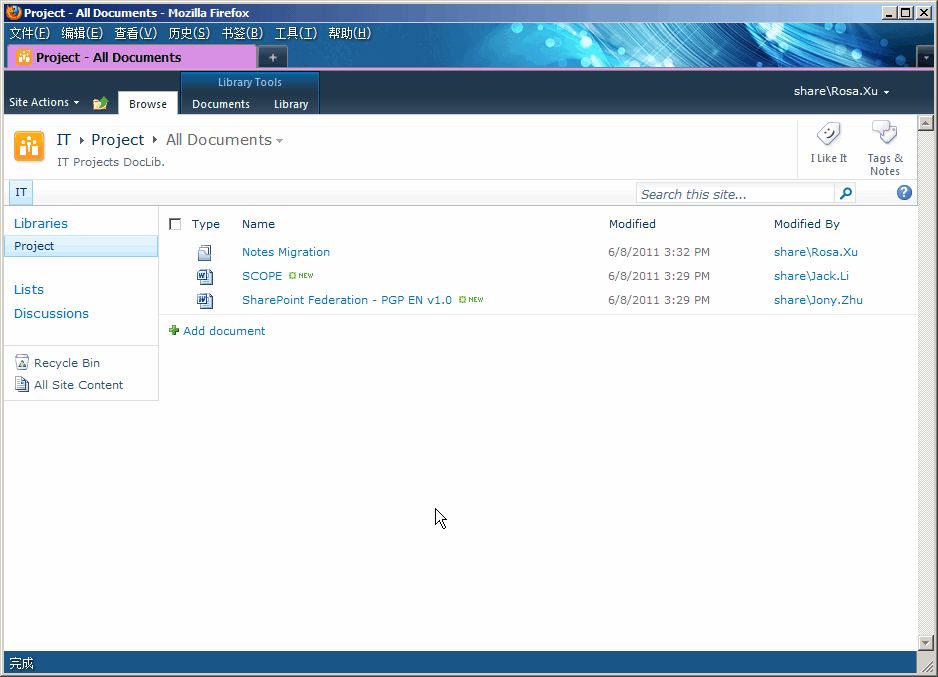 Project - All Documents - Mozilla Firefox
文件(F) 编辑(E) 查看(V) 历史(S) 书签(B) 工具(T) 帮助(H)
Project - All Documents +
Library Tools
Site Actions Browse Documents Library share\Rosa.Xu
IT Project All Documents
IT Projects DocLib.
I Like It
Tags & Notes
IT
Search this site...
?
Libraries
Project
Lists
Discussions
Recycle Bin
All Site Content
Type Name Modified Modified By
Notes Migration 6/8/2011 3:32 PM share\Rosa.Xu
SCOPE NEW 6/8/2011 3:29 PM share\Jack.Li
SharePoint Federation - PGP EN v1.0 NEW 6/8/2011 3:29 PM share\Jony.Zhu
Add document
完成